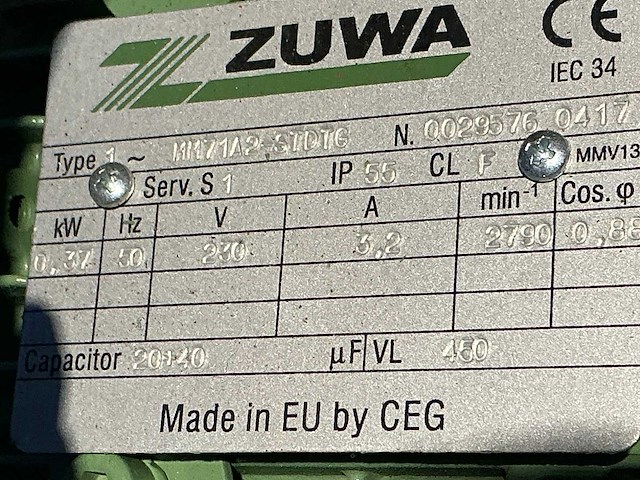 ZUWA
CE
IEC 34
Type 1 ~ N. 0029576 0417
Serv. S 1 IP 55 CL F MMV13
kW Hz V A min-1 Cos. φ
0,37 50 230 3,2 2790 0,88
Capacitor 20+40 µF VL 450
Made in EU by CEG